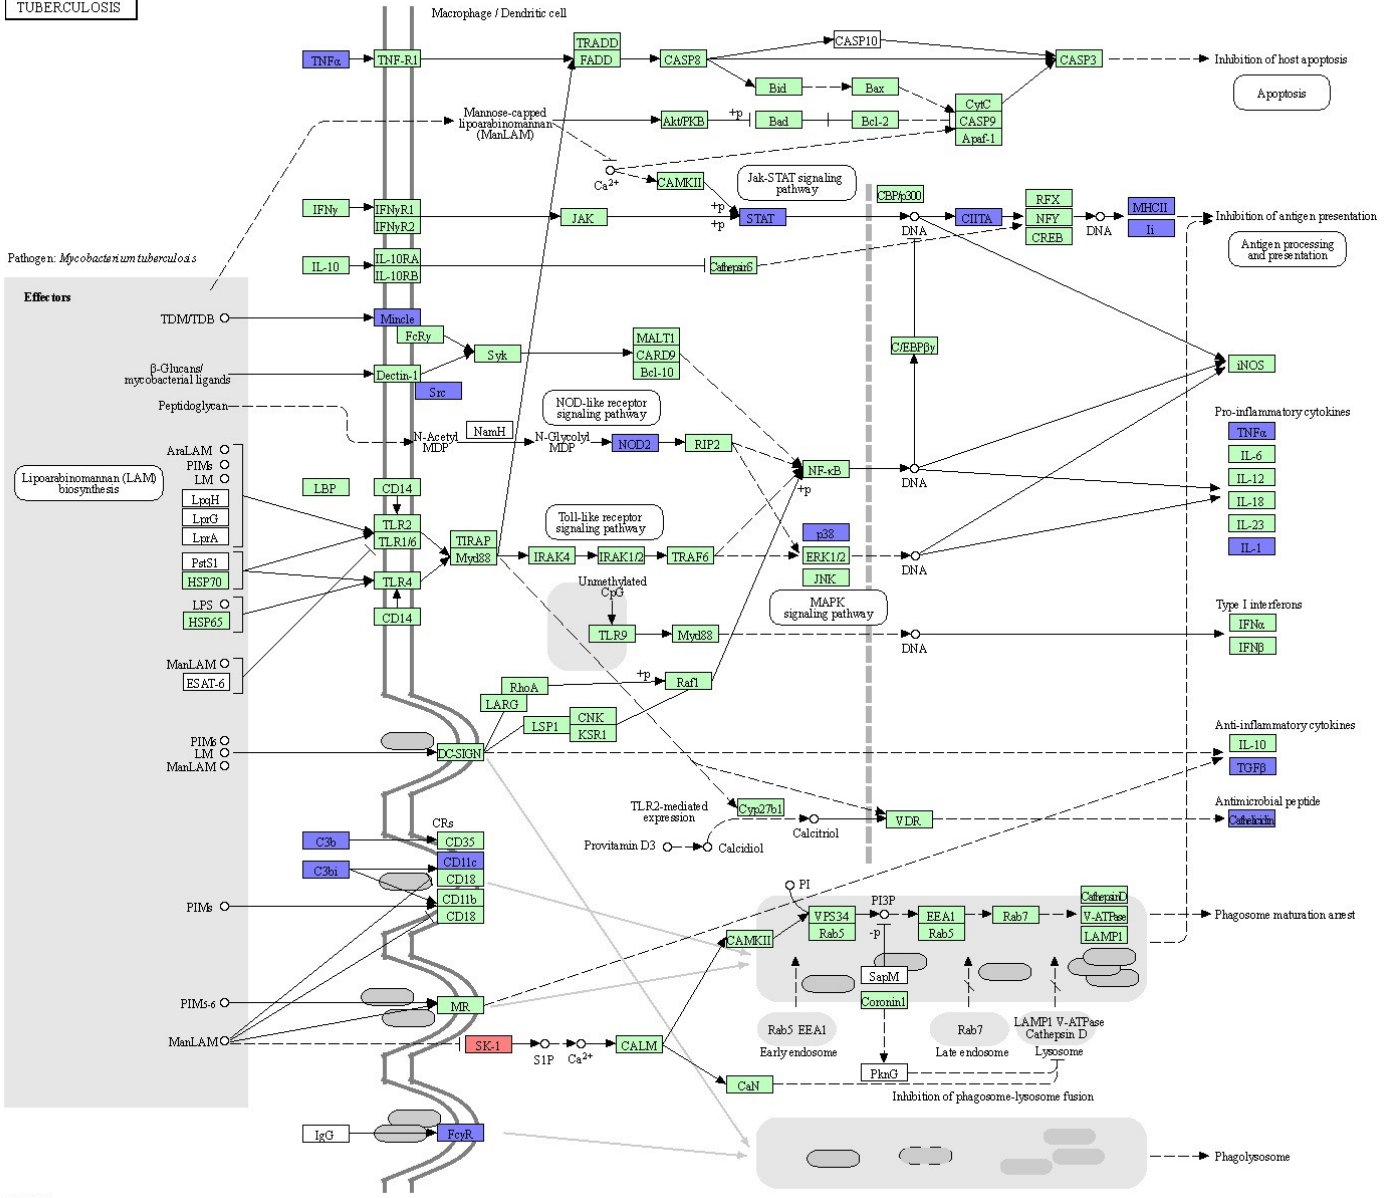 TUBERCULOSIS
Macrophage / Dendritic cell
TNFα
TNF-R1
TRADD
FADD
CASP8
CASP10
CASP3
Inhibition of host apoptosis
Apoptosis
Bid
Bax
CytC
CASP9
Apaf-1
Mannose-capped
lipoarabinomannan
(ManLAM)
Akt/PKB
+p
Bad
Bcl-2
Ca2+
CAMKII
Jak-STAT signaling
pathway
IFNγ
IFNγR1
IFNγR2
JAK
+p
+p
STAT
CBP/p300
DNA
CIITA
RFX
NFY
CREB
DNA
MHCII
Ii
Inhibition of antigen presentation
Antigen processing
and presentation
IL-10
IL-10RA
IL-10RB
CathepsinS
Pathogen: Mycobacterium tuberculosis
Effectors
TDM/TDB
Mincle
FcRγ
Syk
MALT1
CARD9
Bcl-10
C/EBPβγ
iNOS
β-Glucans/
mycobacterial ligands
Dectin-1
Src
Peptidoglycan
N-Acetyl
MDP
NamH
N-Glycolyl
MDP
NOD-like receptor
signaling pathway
NOD2
RIP2
NF-κB
+p
DNA
Pro-inflammatory cytokines
TNFα
IL-6
IL-12
IL-18
IL-23
IL-1
Lipoarabinomannan (LAM)
biosynthesis
AraLAM
PIMs
LM
LpqH
LprG
LprA
PstS1
HSP70
LPS
HSP65
ManLAM
ESAT-6
LBP
CD14
TLR2
TLR1/6
TLR4
CD14
TIRAP
Myd88
IRAK4
IRAK1/2
TRAF6
Toll-like receptor
signaling pathway
p38
ERK1/2
JNK
DNA
MAPK
signaling pathway
Unmethylated
CpG
TLR9
Myd88
DNA
Type I interferons
IFNα
IFNβ
RhoA
LARG
+p
Raf1
LSP1
CNK
KSR1
PIMs
LM
ManLAM
DC-SIGN
Anti-inflammatory cytokines
IL-10
TGFβ
TLR2-mediated
expression
Cyp27b1
Provitamin D3
Calcidiol
Calcitriol
VDR
Antimicrobial peptide
Cathelicidin
CRs
C3b
CD35
C3bi
CD11c
CD18
PIMs
CD11b
CD18
PI
VPS34
Rab5
PI3P
-p
EEA1
Rab5
Rab7
CathepsinD
V-ATPase
LAMP1
Phagosome maturation arrest
CAMKII
SapM
Coronin1
PIM5-6
MR
ManLAM
SK-1
S1P
Ca2+
CALM
CaN
Rab5 EEA1
Early endosome
Rab7
Late endosome
LAMP1 V-ATPase
Cathepsin D
Lysosome
PknG
Inhibition of phagosome-lysosome fusion
IgG
FcγR
Phagolysosome